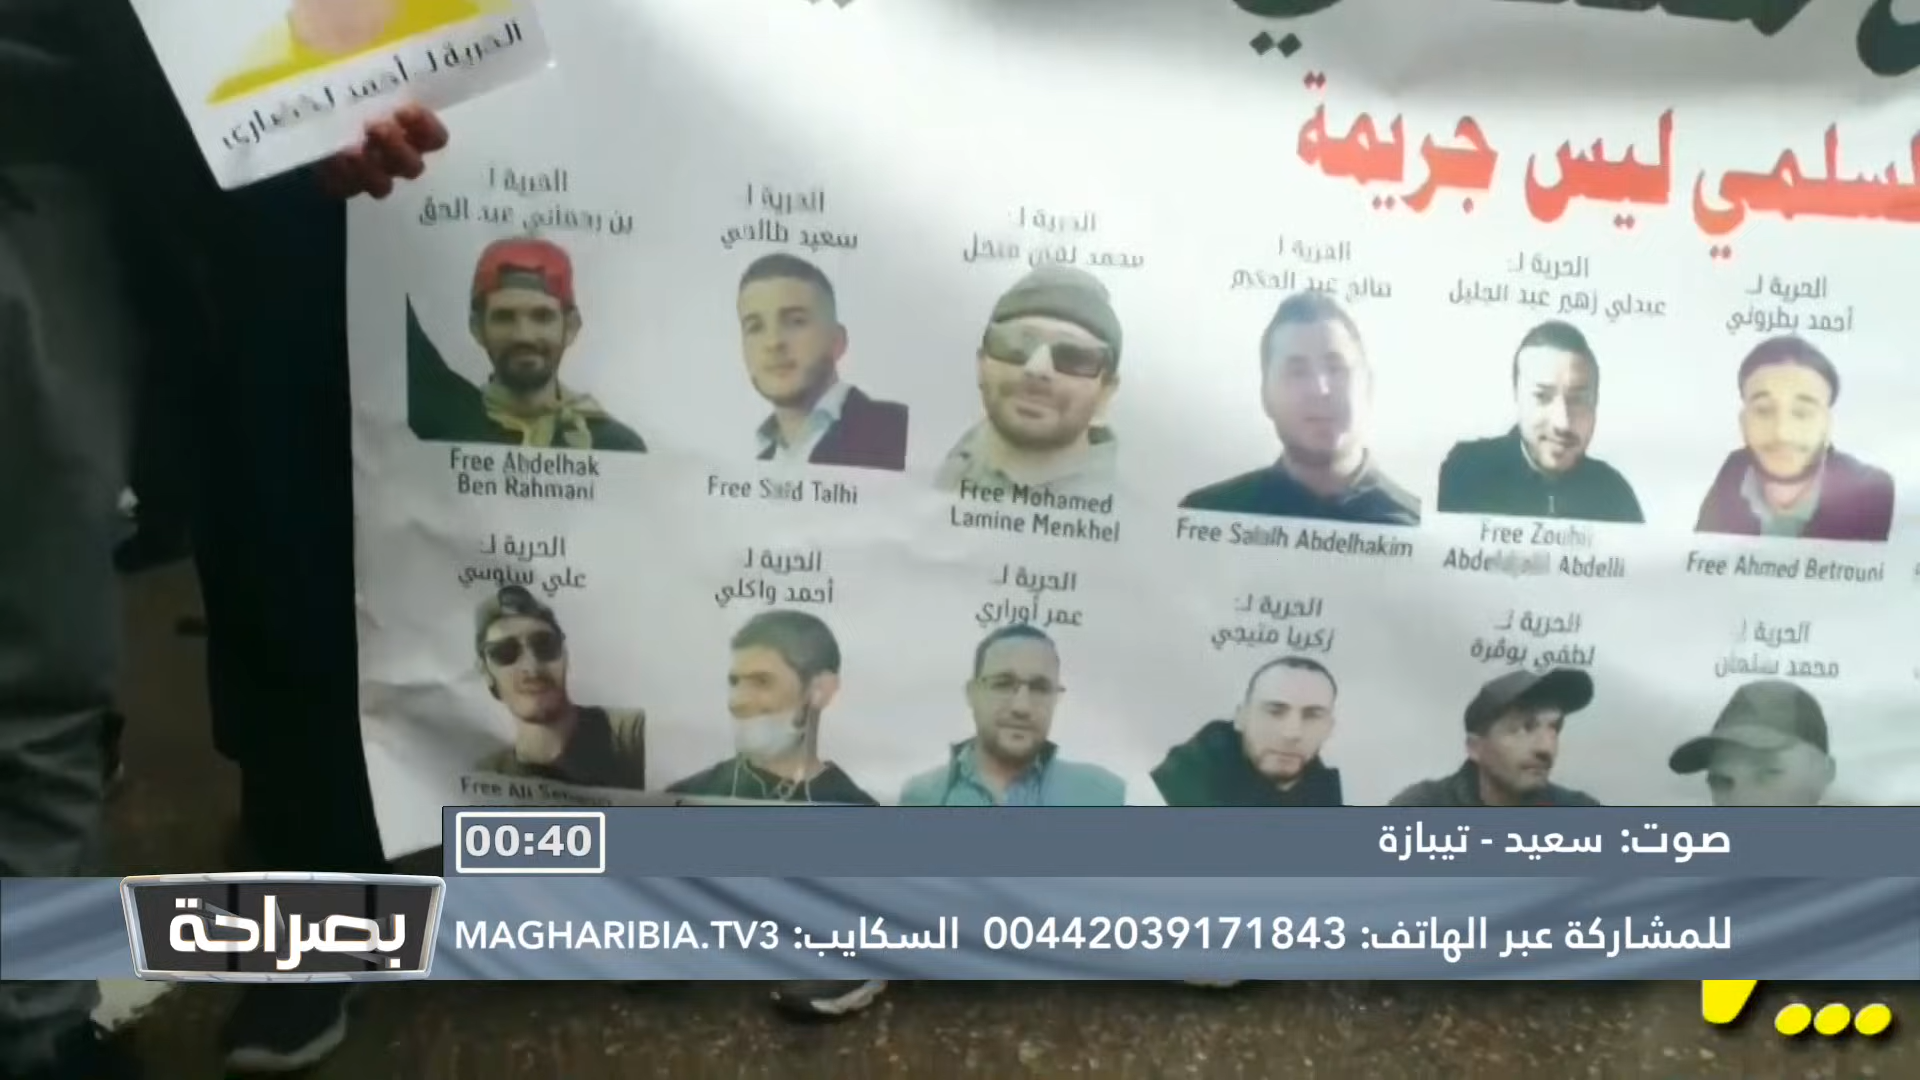 الحرية لـ أحمد لخضاري
السلمي ليس جريمة
الحرية لـ
بن رحماني عبد الحق
Free Abdelhak
Ben Rahmani
الحرية لـ
سعيد طالحي
Free Said Talhi
الحرية لـ
محمد لمين منخل
Free Mohamed
Lamine Menkhel
الحرية لـ
صالح عبد الحكيم
Free Salalh Abdelhakim
الحرية لـ:
عبدلي زهير عبد الجليل
Free Zouhir
Abdeldjalil Abdelli
الحرية لـ
أحمد بطروني
Free Ahmed Betrouni
الحرية لـ:
علي سنوسي
Free Ali
الحرية لـ
أحمد واكلي
الحرية لـ:
عمر أوراري
الحرية لـ:
زكريا متيجي
الحرية لـ:
لطفي بوقرة
الحرية لـ
محمد سلمان
00:40
صوت: سعيد - تيبازة
بصراحة
للمشاركة عبر الهاتف: 00442039171843 السكايب: MAGHARIBIA.TV3